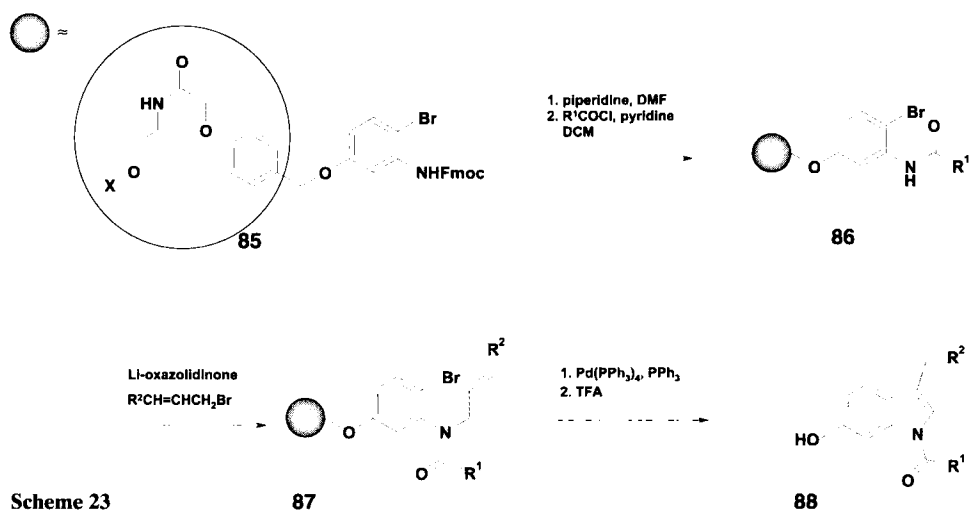 ≈
O
HN
O
O
X
Br
O
NHFmoc
85
1. piperidine, DMF
2. R¹COCl, pyridine
DCM
Br
O
O
N
H
R¹
86
Li-oxazolidinone
R²CH=CHCH₂Br
R²
Br
O
N
O
R¹
87
1. Pd(PPh₃)₄, PPh₃
2. TFA
R²
HO
N
O
R¹
88
Scheme 23